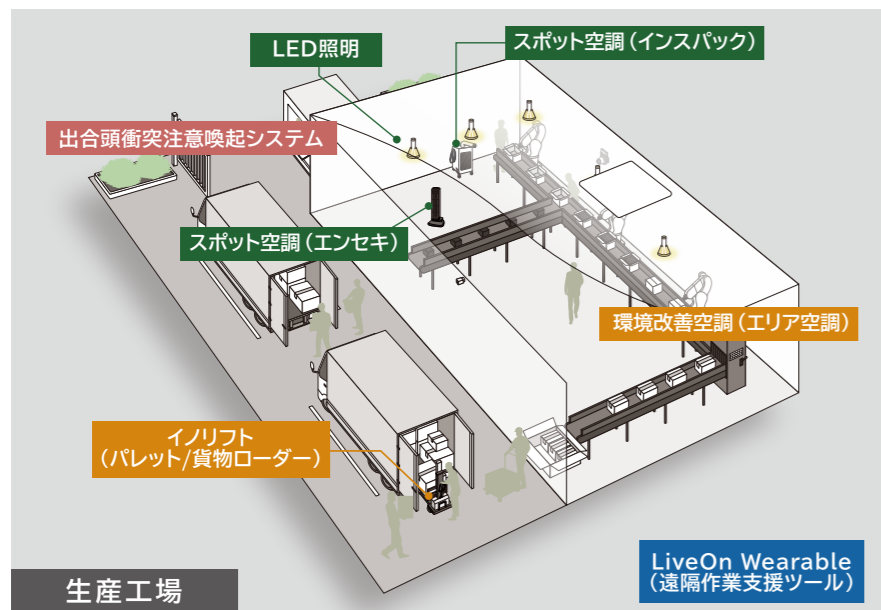 スポット空調(インスパック)
LED照明
出合頭衝突注意喚起システム
スポット空調(エンセキ)
環境改善空調(エリア空調)
イノリフト
(パレット/貨物ローダー)
LiveOn Wearable
(遠隔作業支援ツール)
生産工場